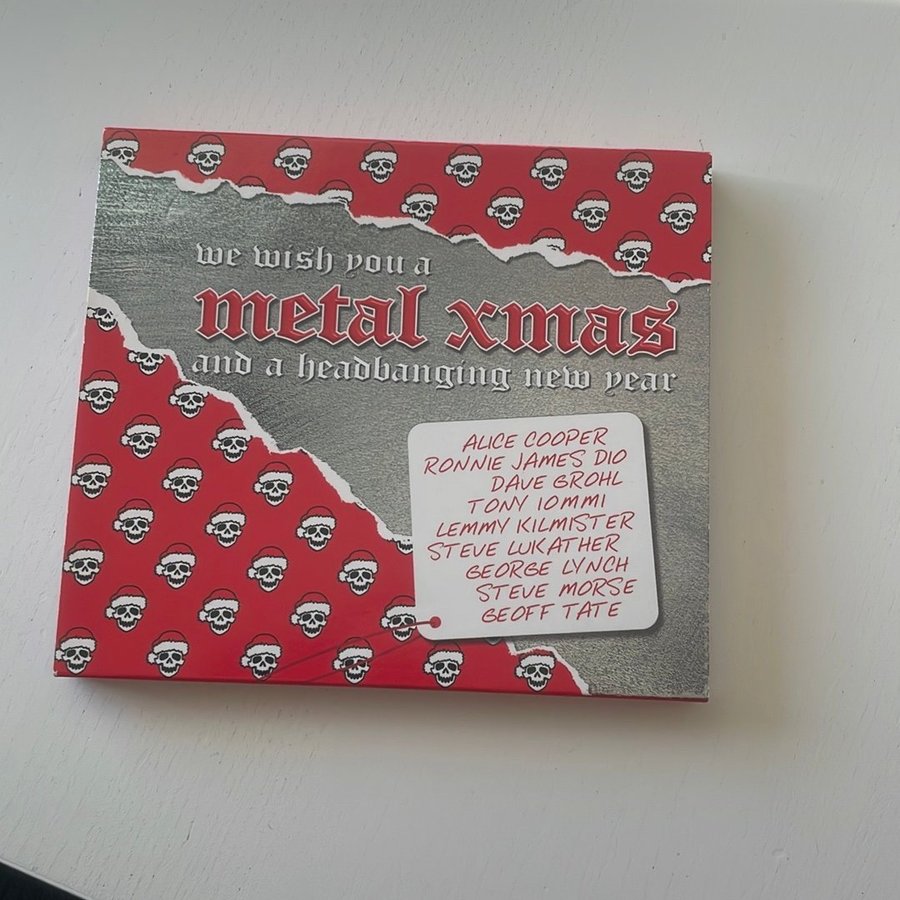 we wish you a
metal xmas
and a headbanging new year
ALICE COOPER
RONNIE JAMES DIO
DAVE GROHL
TONY IOMMI
LEMMY KILMISTER
STEVE LUKATHER
GEORGE LYNCH
STEVE MORSE
GEOFF TATE